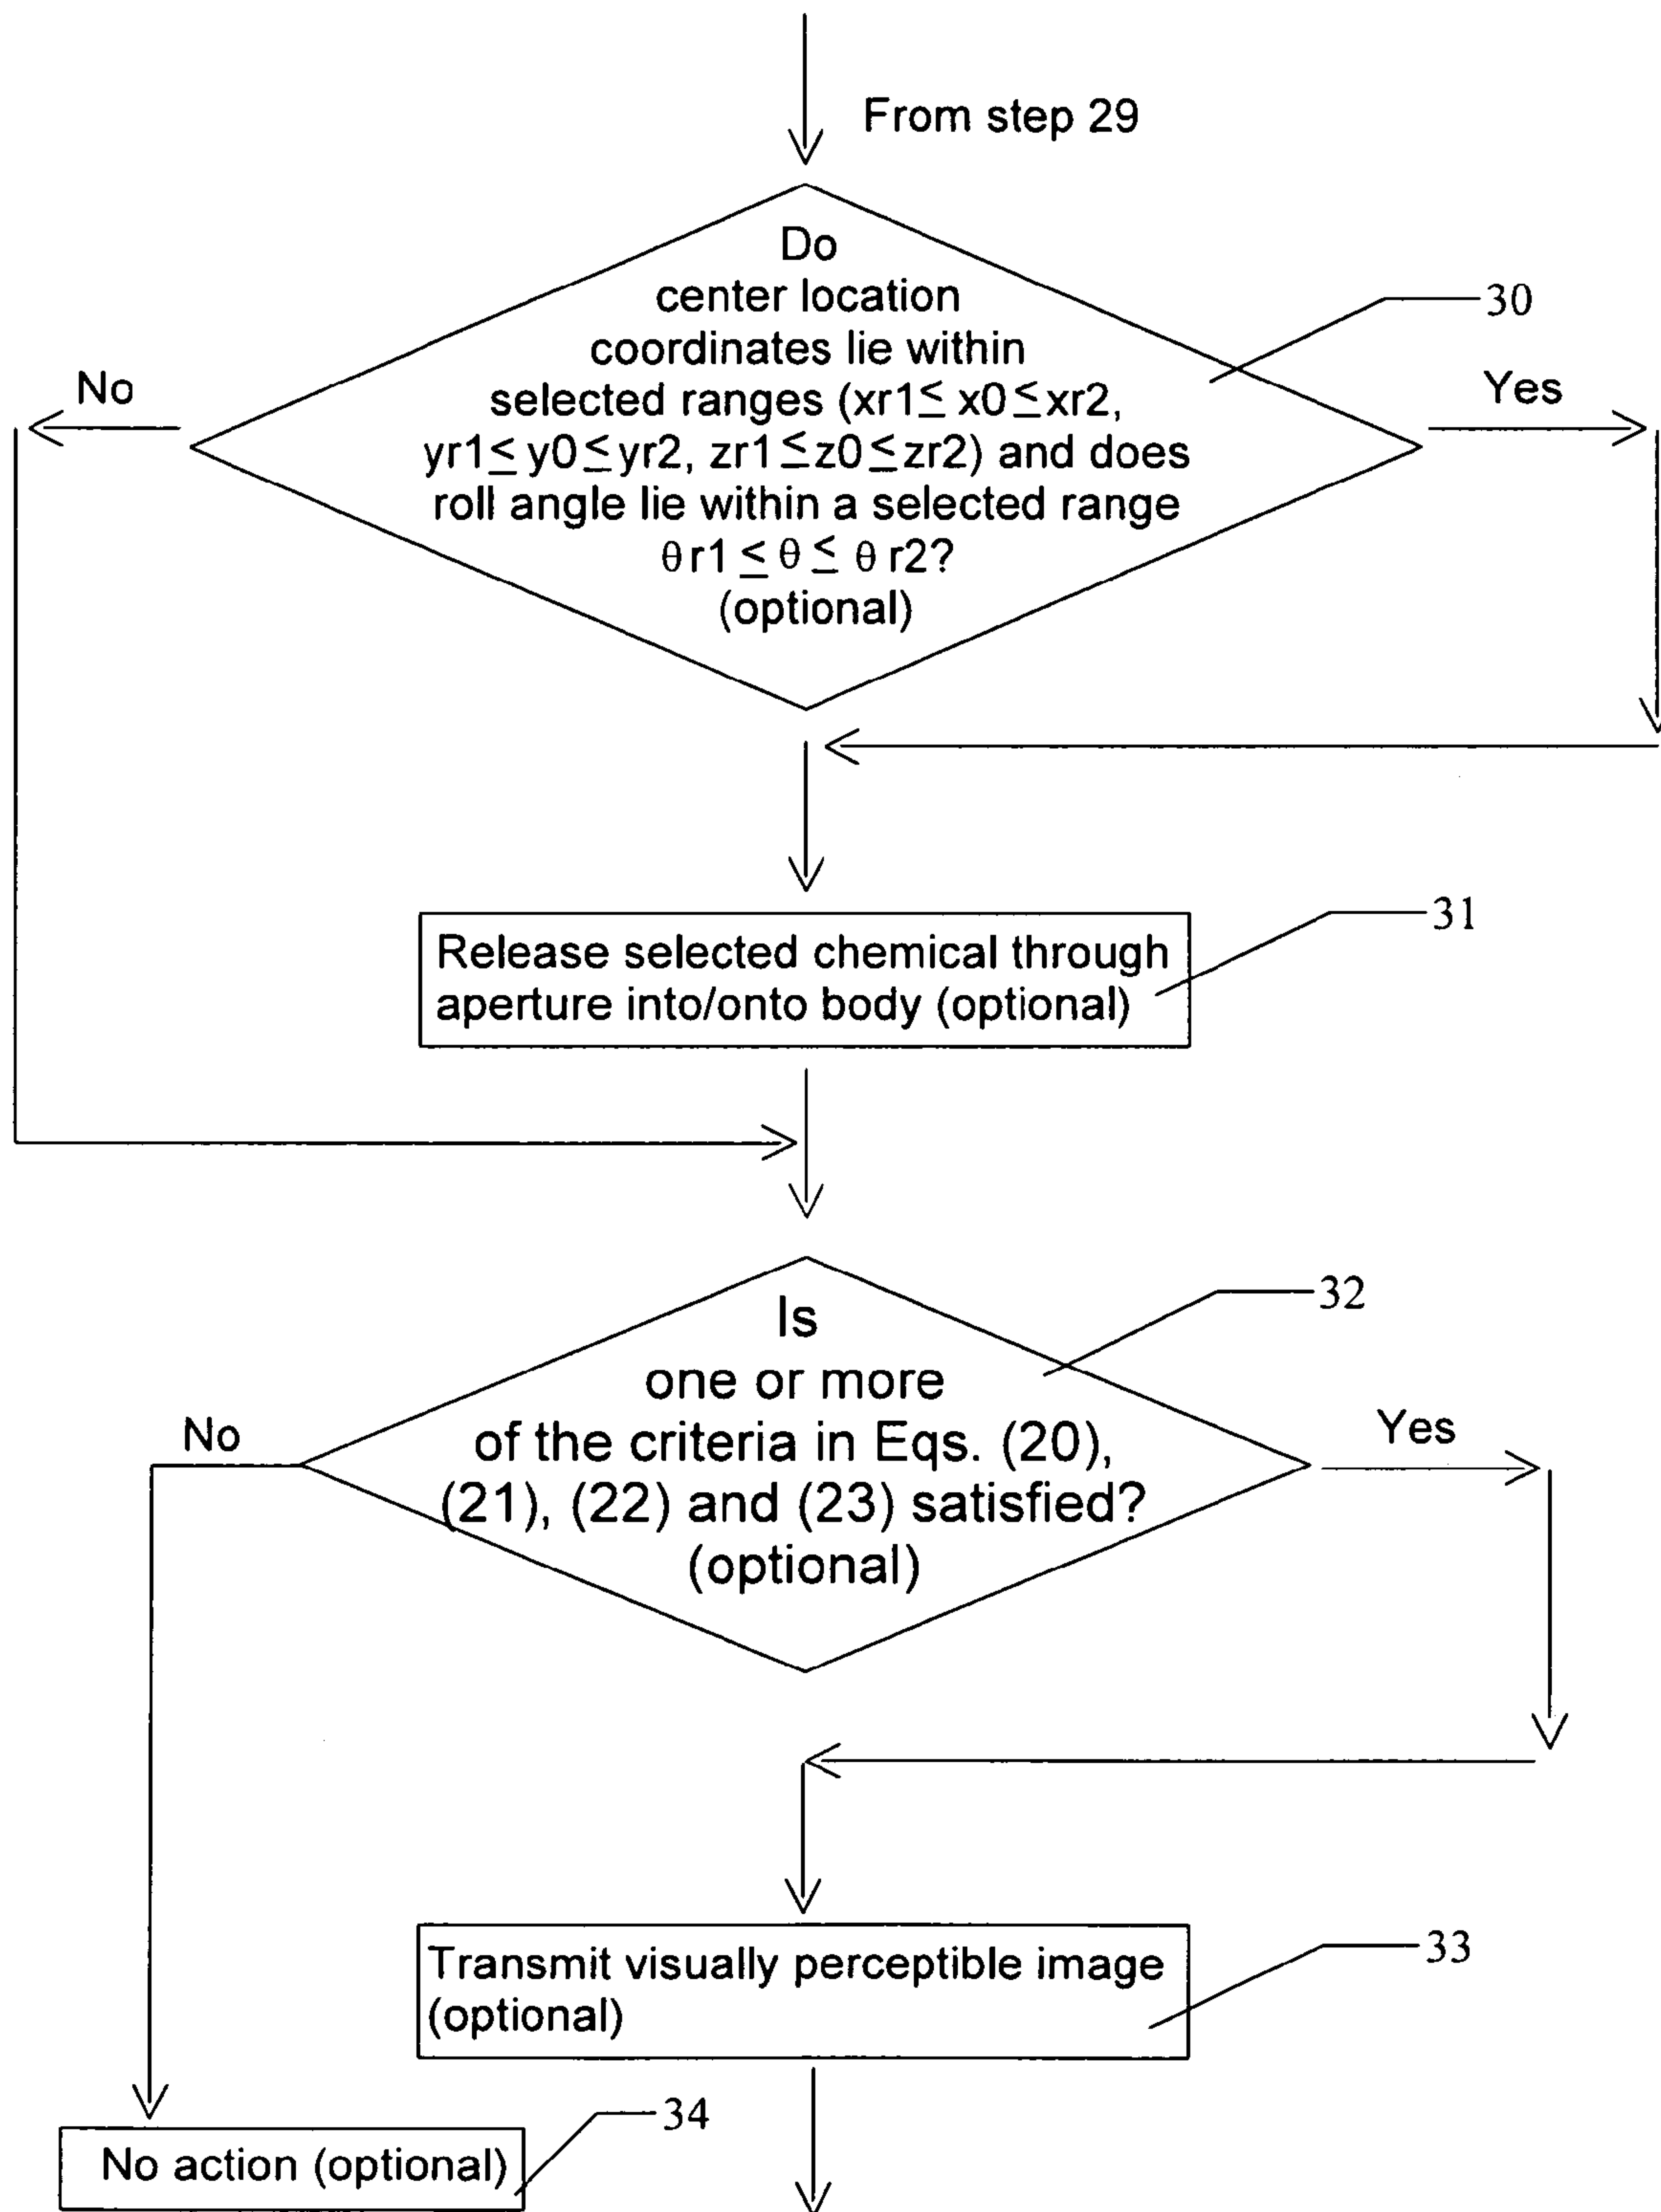 From step 29
Do
center location
coordinates lie within
selected ranges (xr1≤ x0≤xr2,
yr1≤ y0≤yr2, zr1≤z0≤zr2) and does
roll angle lie within a selected range
θ r1 ≤ θ ≤ θ r2?
(optional)
30
No
Yes
Release selected chemical through
aperture into/onto body (optional)
31
Is
one or more
of the criteria in Eqs. (20),
(21), (22) and (23) satisfied?
(optional)
32
No
Yes
Transmit visually perceptible image
(optional)
33
No action (optional)
34